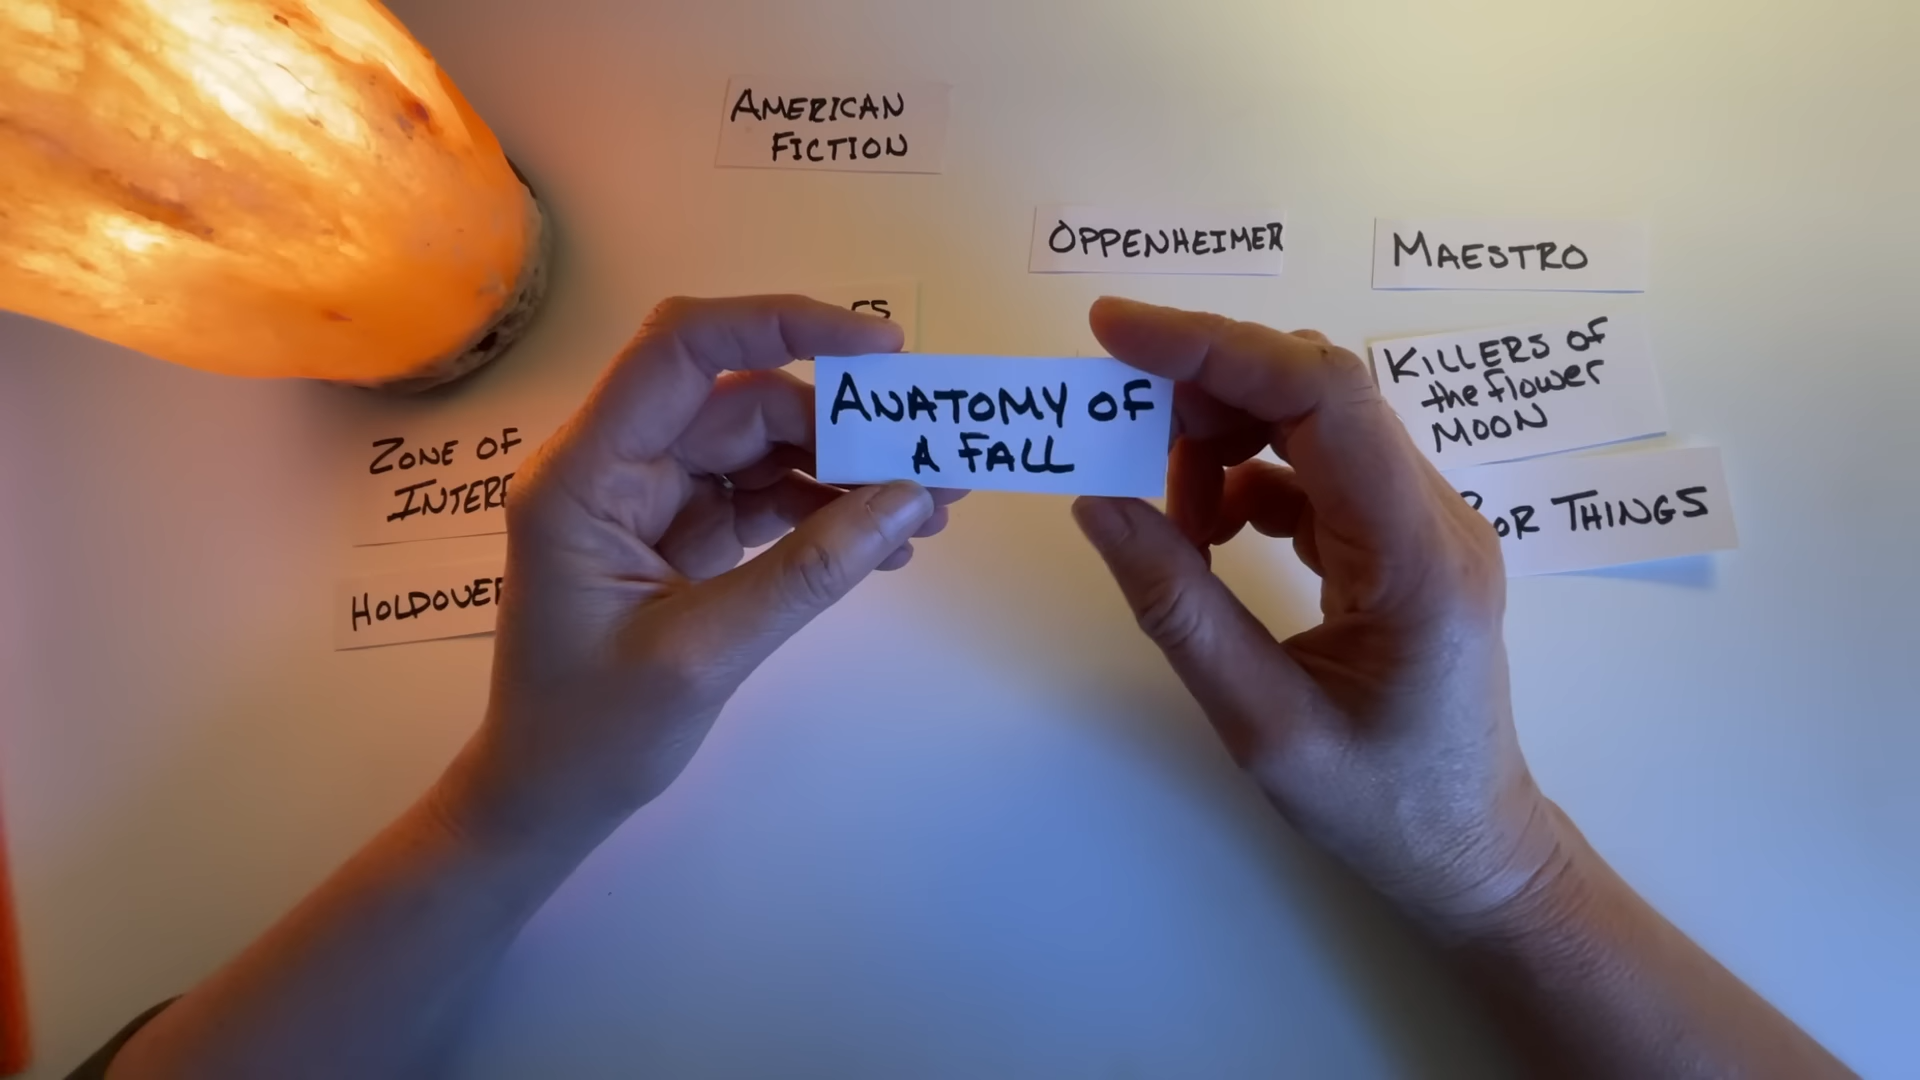 AMERICAN
FICTION
OPPENHEIMER
MAESTRO
KILLERS OF
the flower
MOON
ANATOMY OF
A FALL
ZONE OF
THINGS